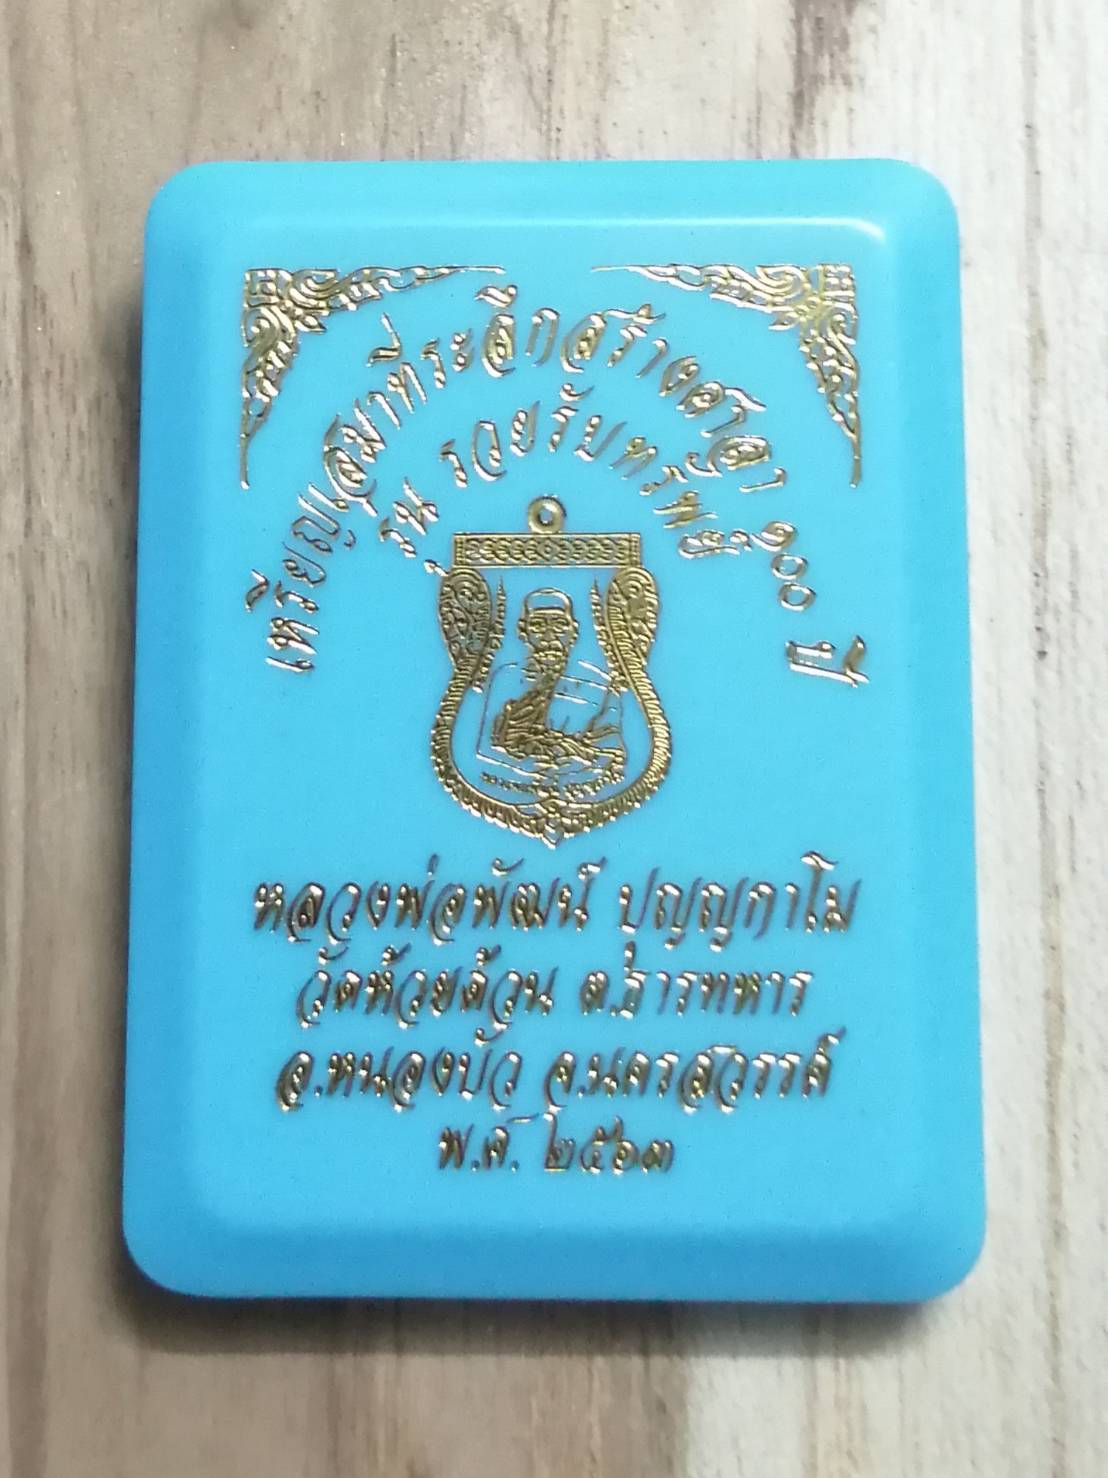 เหรียญเสมาที่ระลึกสร้างศาลา ๑๐๐ ปี
รุ่น รวยรับทรัพย์
หลวงพ่อพัฒน์ ปุญญกาโม
วัดห้วยด้วน ต.ธารทหาร
อ.หนองบัว จ.นครสวรรค์
พ.ศ. ๒๕๖๓